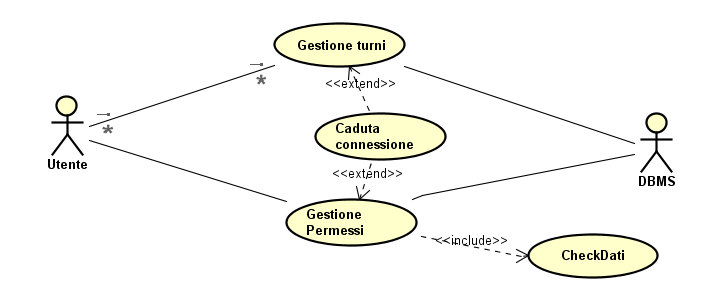 Gestione turni
*
<<extend>>
*
Caduta
connessione
Utente
<<extend>>
DBMS
Gestione
Permessi
<<include>>
CheckDati